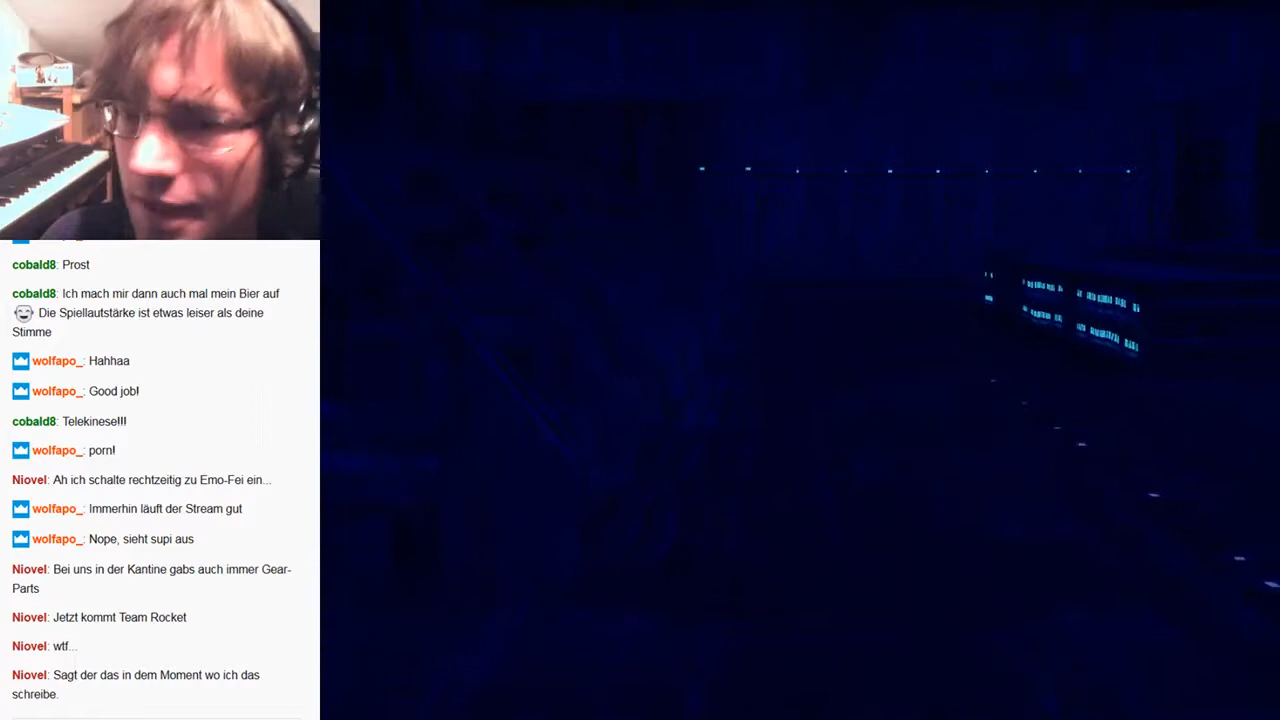 cobald8: Prost
cobald8: Ich mach mir dann auch mal mein Bier auf
Die Spiellautstärke ist etwas leiser als deine
Stimme
wolfapo_: Hahhaa
wolfapo_: Good job!
cobald8: Telekinese!!!
wolfapo_: porn!
Niovel: Ah ich schalte rechtzeitig zu Emo-Fei ein...
wolfapo_: Immerhin läuft der Stream gut
wolfapo_: Nope, sieht supi aus
Niovel: Bei uns in der Kantine gabs auch immer Gear-
Parts
Niovel: Jetzt kommt Team Rocket
Niovel: wtf...
Niovel: Sagt der das in dem Moment wo ich das
schreibe.